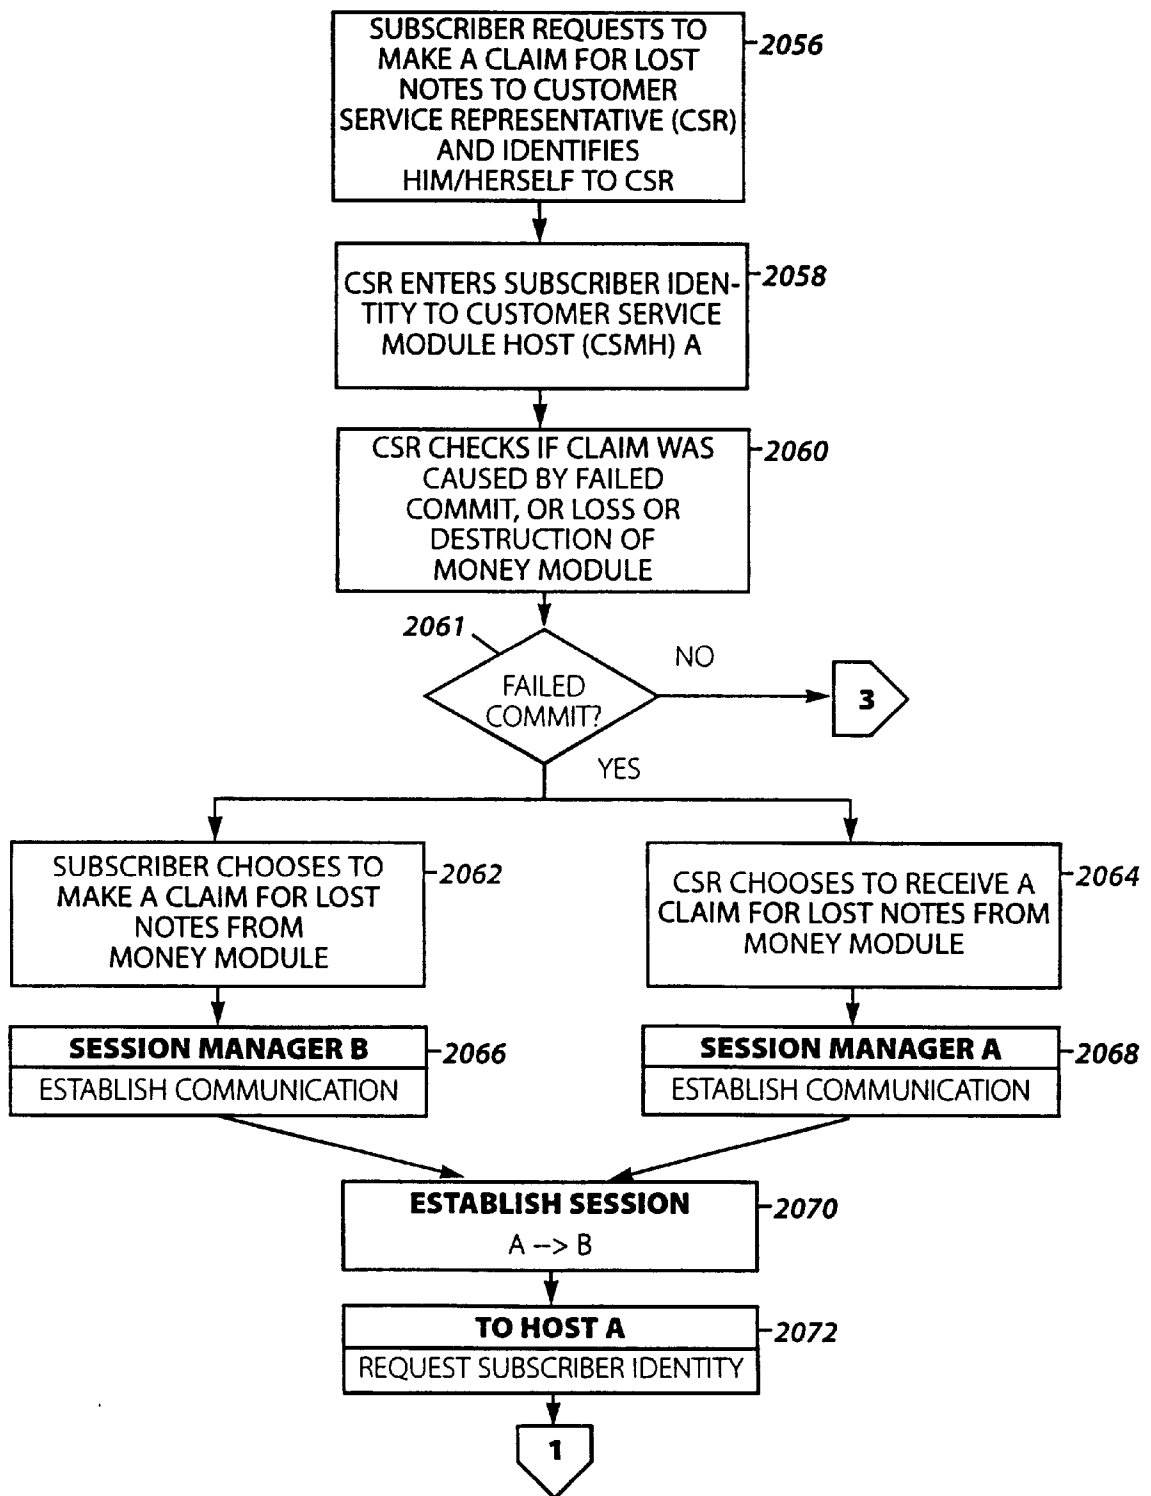 SUBSCRIBER REQUESTS TO
MAKE A CLAIM FOR LOST
NOTES TO CUSTOMER
SERVICE REPRESENTATIVE (CSR)
AND IDENTIFIES
HIM/HERSELF TO CSR
2056
CSR ENTERS SUBSCRIBER IDEN-
TITY TO CUSTOMER SERVICE
MODULE HOST (CSMH) A
2058
CSR CHECKS IF CLAIM WAS
CAUSED BY FAILED
COMMIT, OR LOSS OR
DESTRUCTION OF
MONEY MODULE
2060
2061
FAILED
COMMIT?
NO
3
YES
SUBSCRIBER CHOOSES TO
MAKE A CLAIM FOR LOST
NOTES FROM
MONEY MODULE
2062
CSR CHOOSES TO RECEIVE A
CLAIM FOR LOST NOTES FROM
MONEY MODULE
2064
SESSION MANAGER B
ESTABLISH COMMUNICATION
2066
SESSION MANAGER A
ESTABLISH COMMUNICATION
2068
ESTABLISH SESSION
A --> B
2070
TO HOST A
REQUEST SUBSCRIBER IDENTITY
2072
1